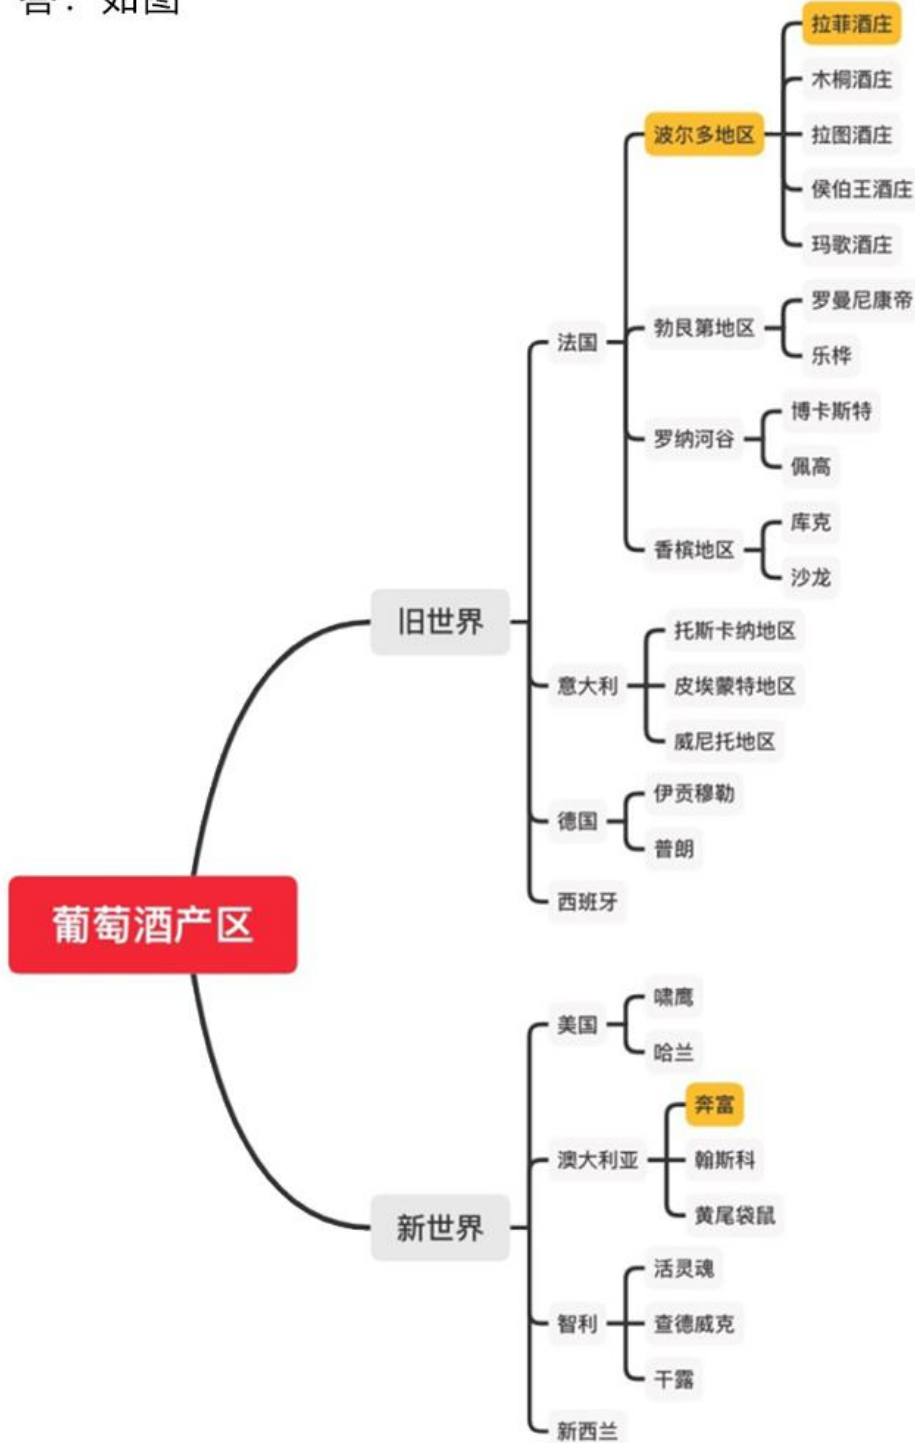 答：如图
拉菲酒庄
木桐酒庄
波尔多地区
拉图酒庄
侯伯王酒庄
玛歌酒庄
罗曼尼康帝
法国
勃艮第地区
乐桦
博卡斯特
罗纳河谷
佩高
库克
香槟地区
沙龙
旧世界
托斯卡纳地区
意大利
皮埃蒙特地区
威尼托地区
伊贡穆勒
德国
普朗
西班牙
葡萄酒产区
啸鹰
美国
哈兰
奔富
澳大利亚
翰斯科
黄尾袋鼠
新世界
活灵魂
智利
查德威克
干露
新西兰